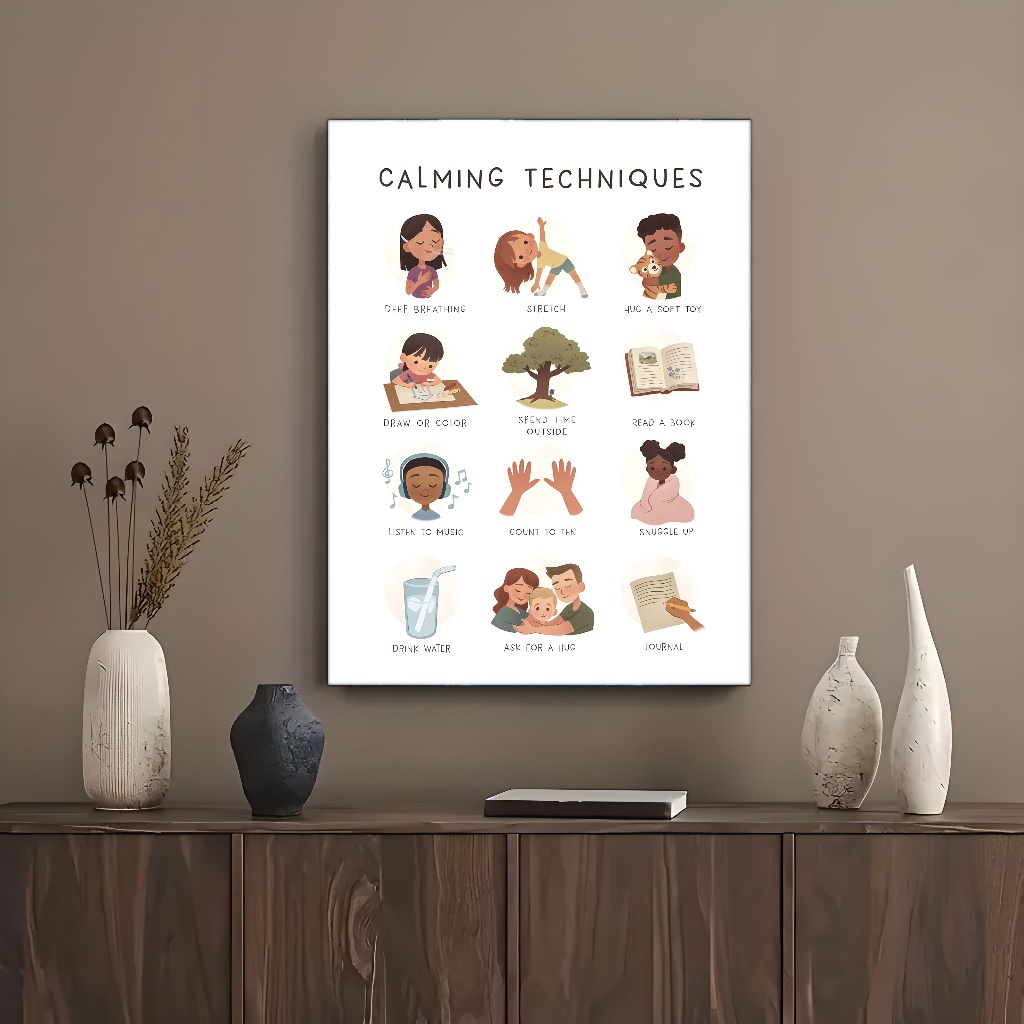 CALMING TECHNIQUES
DEEP BREATHING
STRETCH
HUG A SOFT TOY
DRAW OR COLOR
SPEND TIME
OUTSIDE
READ A BOOK
LISTEN TO MUSIC
COUNT TO TEN
SNUGGLE UP
DRINK WATER
ASK FOR A HUG
JOURNAL